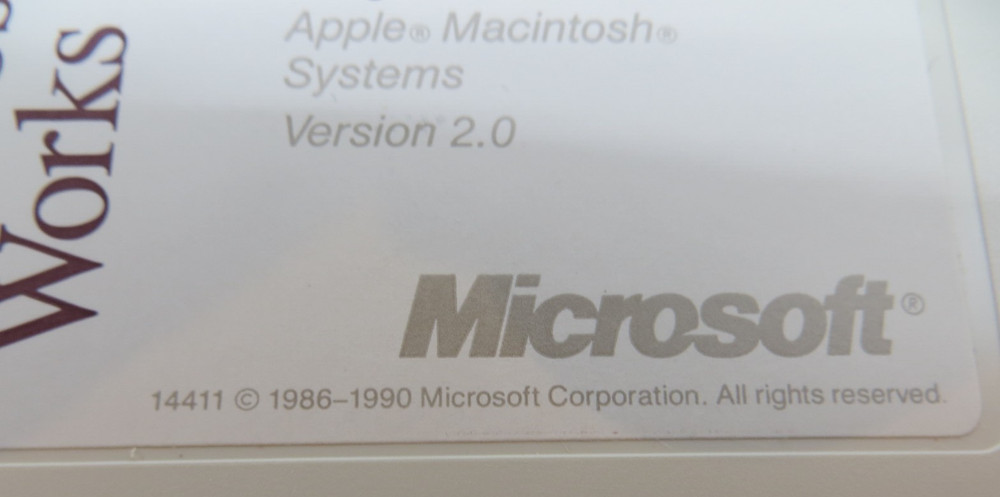 Works
Apple® Macintosh®
Systems
Version 2.0
Microsoft®
14411 © 1986–1990 Microsoft Corporation. All rights reserved.